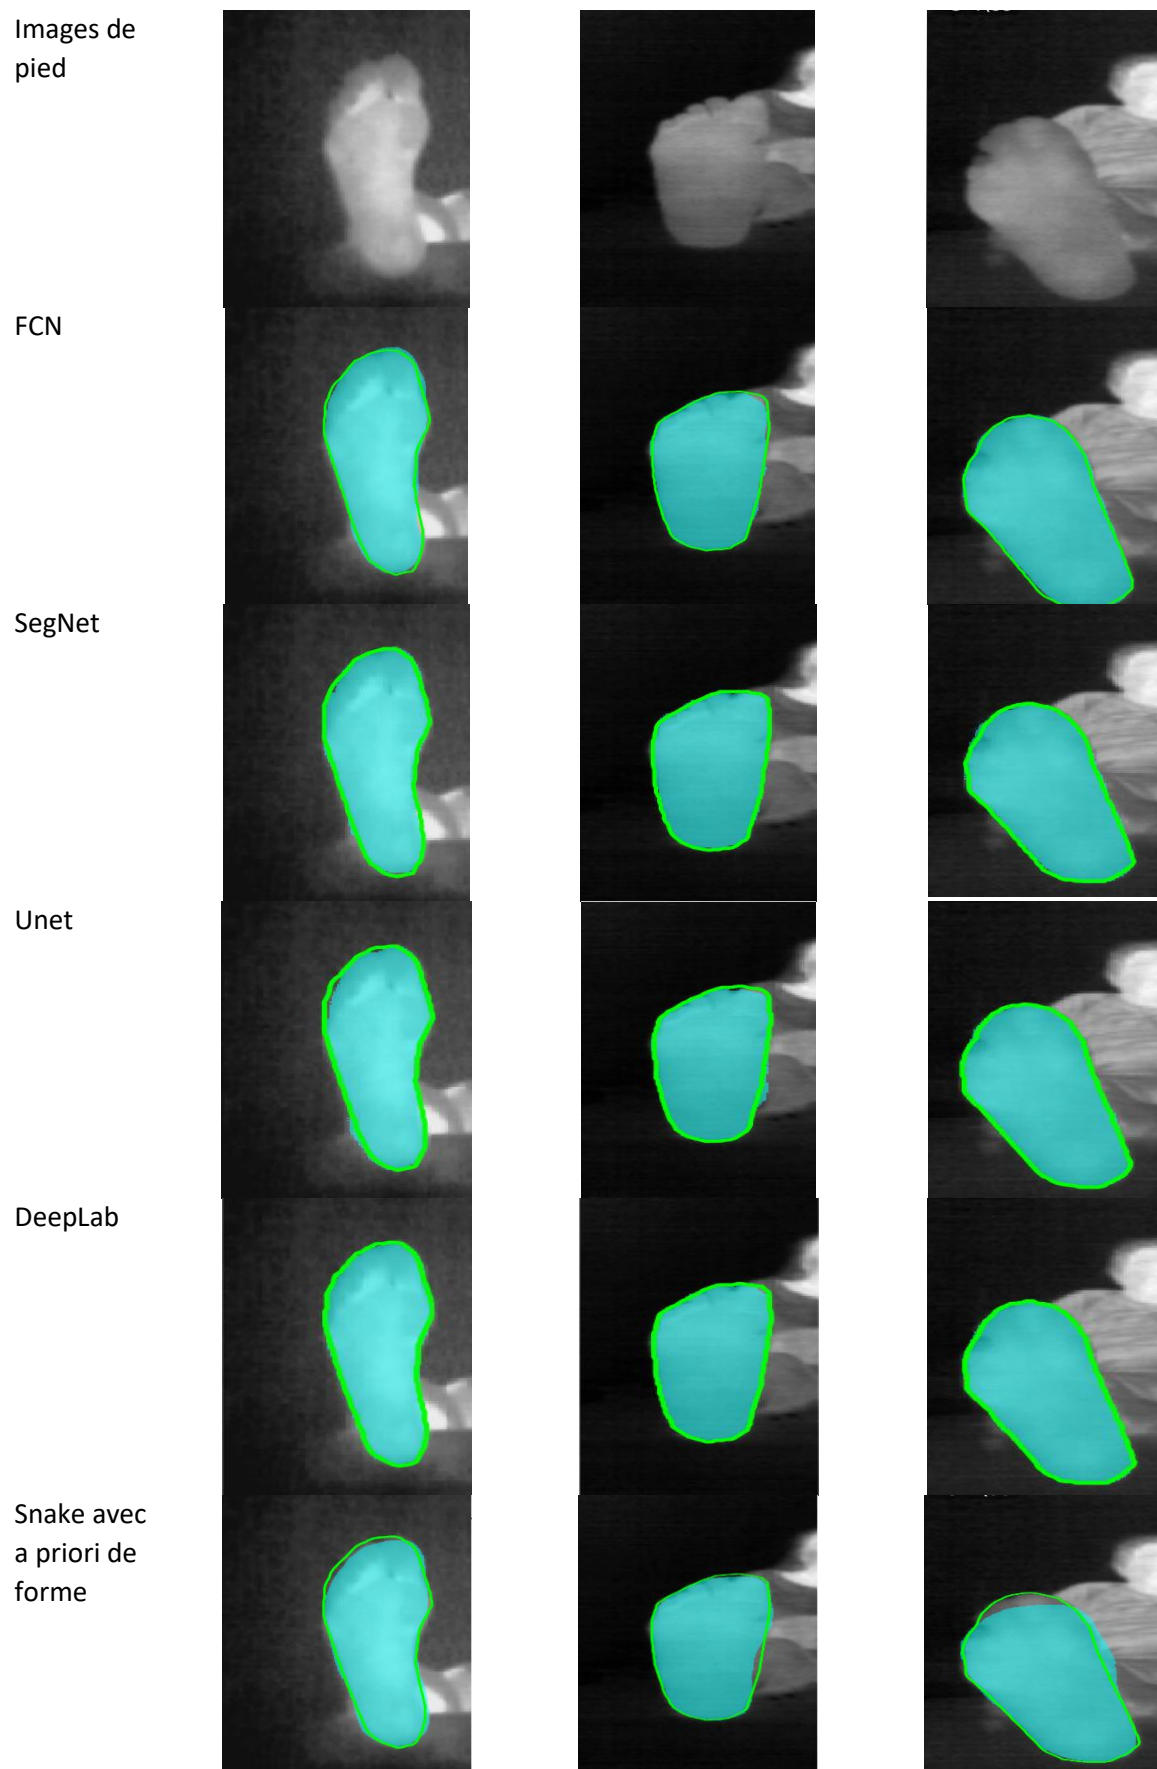 Images de
pied
FCN
SegNet
Unet
DeepLab
Snake avec
a priori de
forme